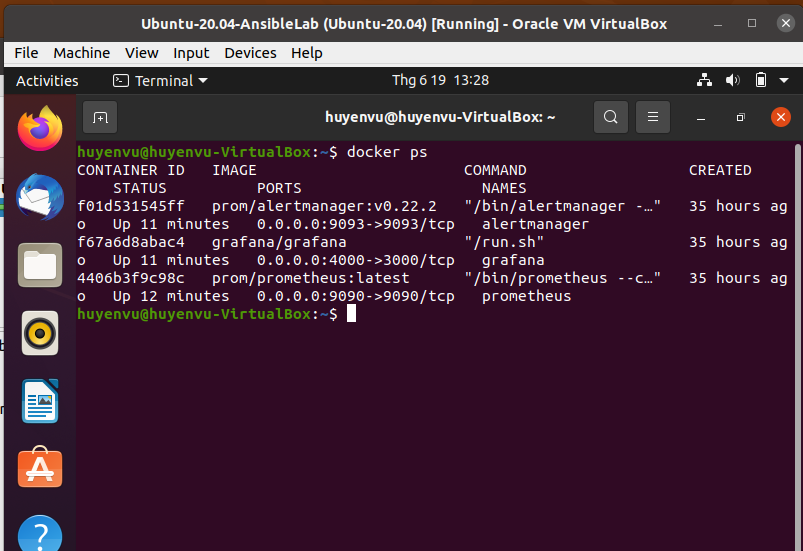 Ubuntu-20.04-AnsibleLab (Ubuntu-20.04) [Running] - Oracle VM VirtualBox
File Machine View Input Devices Help
Activities Terminal Thg 6 19 13:28
huyenvu@huyenvu-VirtualBox: ~
huyenvu@huyenvu-VirtualBox:~$ docker ps
CONTAINER ID IMAGE COMMAND CREATED
STATUS PORTS NAMES
f01d531545ff prom/alertmanager:v0.22.2 "/bin/alertmanager -…" 35 hours ag
o Up 11 minutes 0.0.0.0:9093->9093/tcp alertmanager
f67a6d8abac4 grafana/grafana "/run.sh" 35 hours ag
o Up 11 minutes 0.0.0.0:4000->3000/tcp grafana
4406b3f9c98c prom/prometheus:latest "/bin/prometheus --c…" 35 hours ag
o Up 12 minutes 0.0.0.0:9090->9090/tcp prometheus
huyenvu@huyenvu-VirtualBox:~$